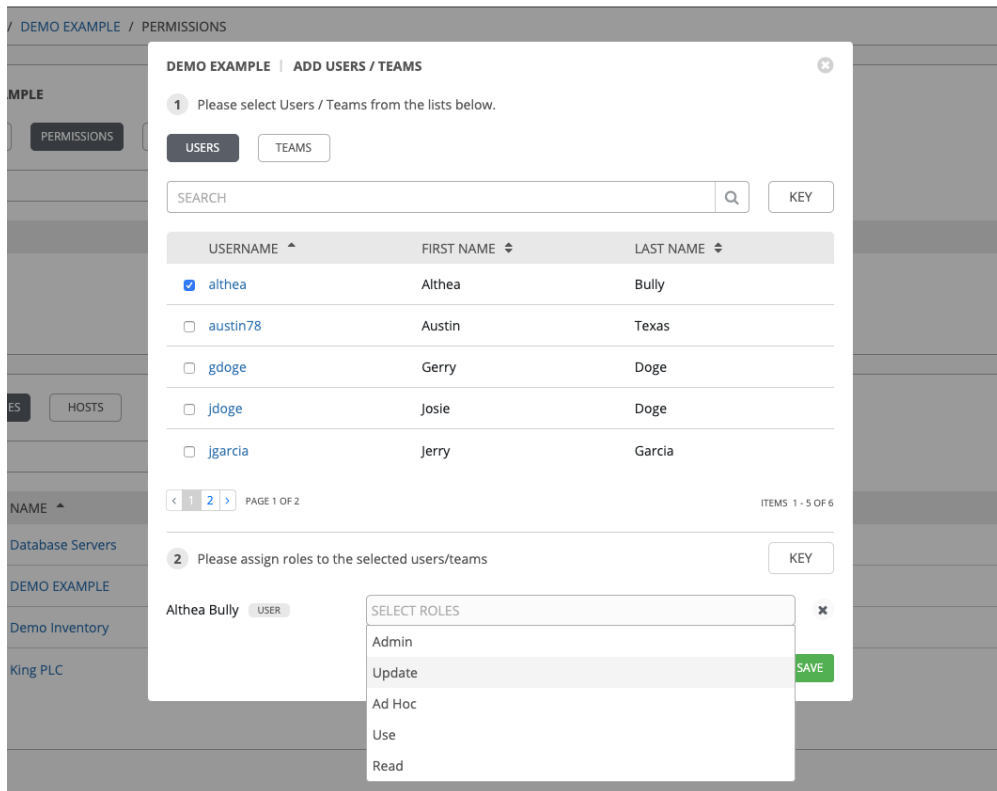 / DEMO EXAMPLE / PERMISSIONS
DEMO EXAMPLE | ADD USERS / TEAMS
MPLE
1 Please select Users / Teams from the lists below.
PERMISSIONS
USERS TEAMS
SEARCH KEY
USERNAME FIRST NAME LAST NAME
althea Althea Bully
austin78 Austin Texas
gdoge Gerry Doge
ES HOSTS
jdoge Josie Doge
jgarcia Jerry Garcia
< 1 2 > PAGE 1 OF 2 ITEMS 1 - 5 OF 6
NAME
Database Servers
2 Please assign roles to the selected users/teams KEY
DEMO EXAMPLE
Althea Bully USER SELECT ROLES
Demo Inventory
Admin
King PLC
Update SAVE
Ad Hoc
Use
Read